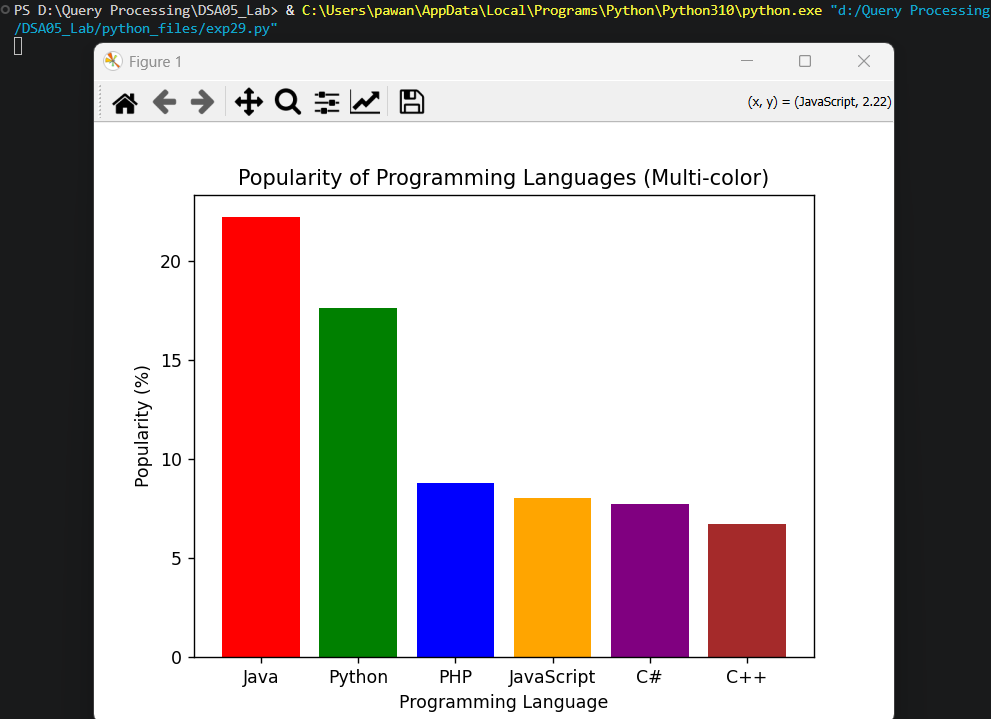 PS D:\Query Processing\DSA05_Lab> & C:\Users\pawan\AppData\Local\Programs\Python\Python310\python.exe "d:/Query Processing
/DSA05_Lab/python_files/exp29.py"
Figure 1
(x, y) = (JavaScript, 2.22)
Popularity of Programming Languages (Multi-color)
Popularity (%)
20
15
10
5
0
Java Python PHP JavaScript C# C++
Programming Language